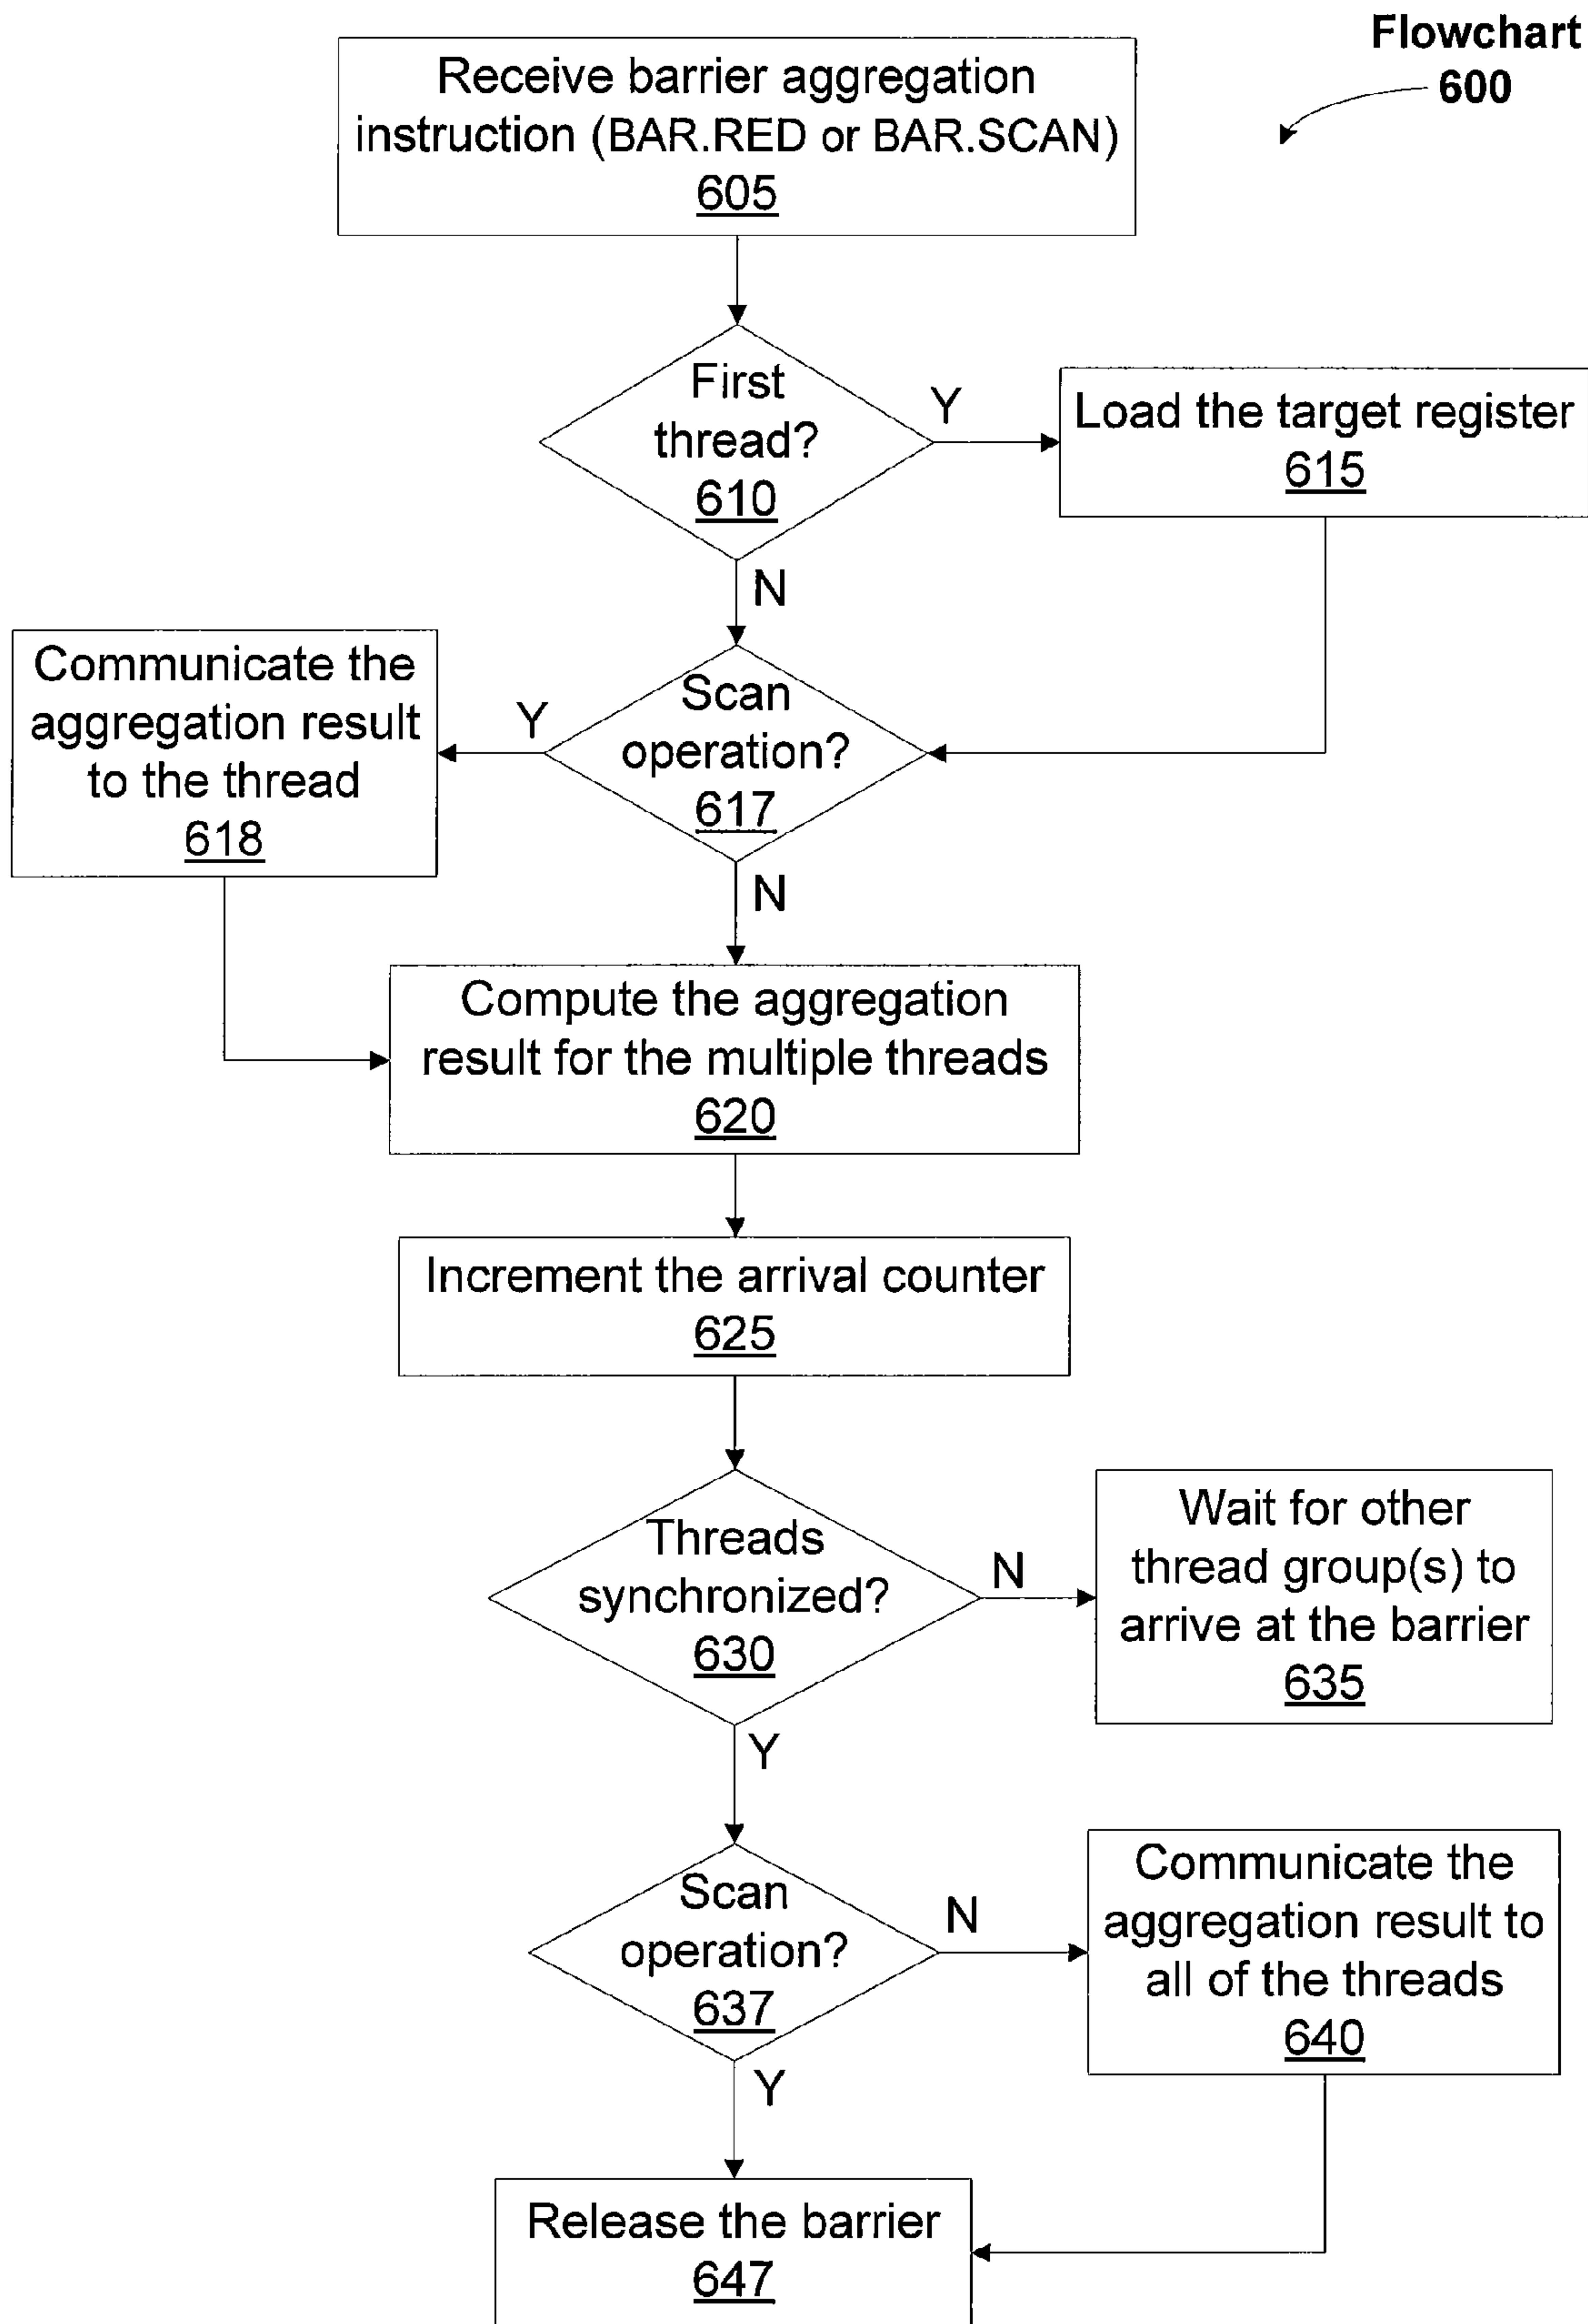 Flowchart
600
Receive barrier aggregation
instruction (BAR.RED or BAR.SCAN)
605
First
thread?
610
Y
Load the target register
615
N
Communicate the
aggregation result
to the thread
618
Y
Scan
operation?
617
N
Compute the aggregation
result for the multiple threads
620
Increment the arrival counter
625
Threads
synchronized?
630
N
Wait for other
thread group(s) to
arrive at the barrier
635
Y
Scan
operation?
637
N
Communicate the
aggregation result to
all of the threads
640
Y
Release the barrier
647